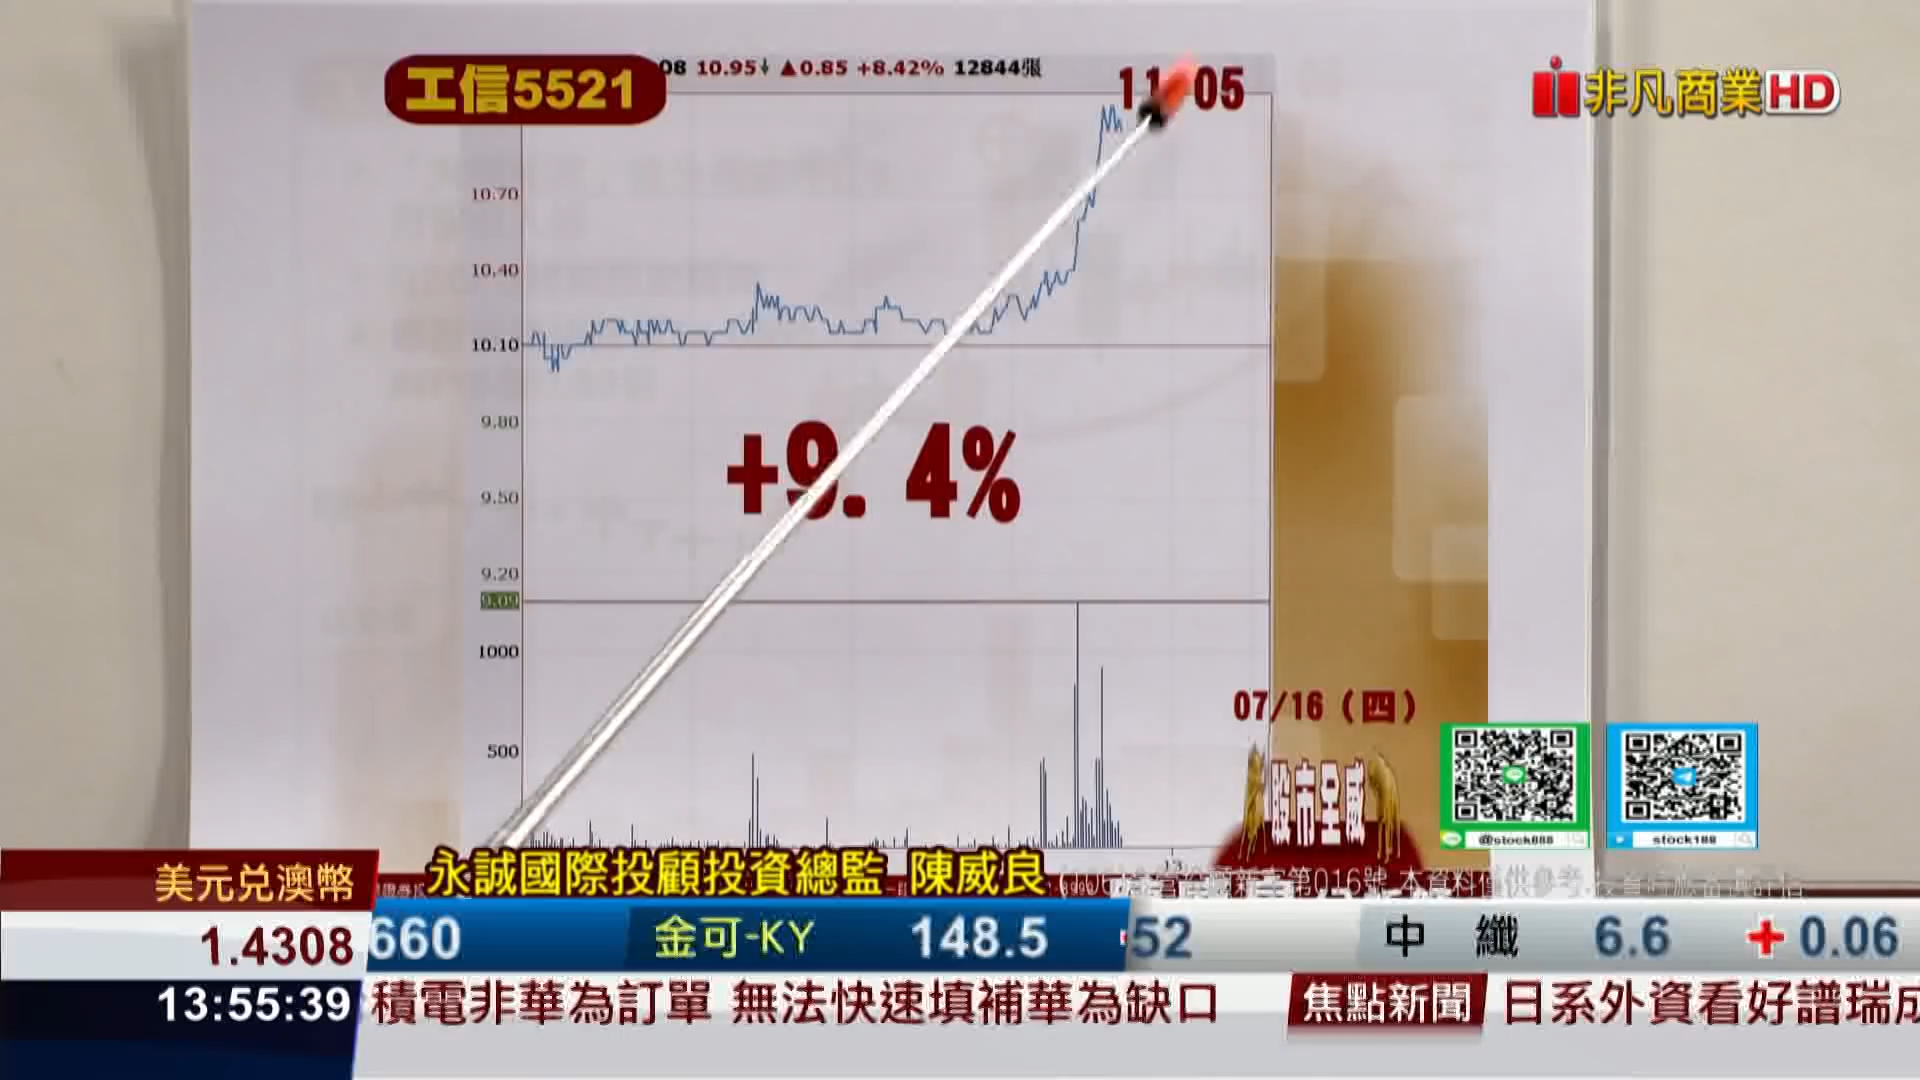 工信5521
08 10.95↓ ▲0.85 +8.42% 12844張
11 05
非凡商業HD
10.70
10.40
10.10
9.80
9.50
9.20
9.09
+9.4%
1000
500
07/16（四）
股市呈威
@stock888
stock188
13
美元兌澳幣
永誠國際投顧投資總監 陳威良
1.4308
660 金可-KY 148.5
52 中纖 6.6 +0.06
13:55:39
積電非華為訂單 無法快速填補華為缺口
焦點新聞 日系外資看好譜瑞成